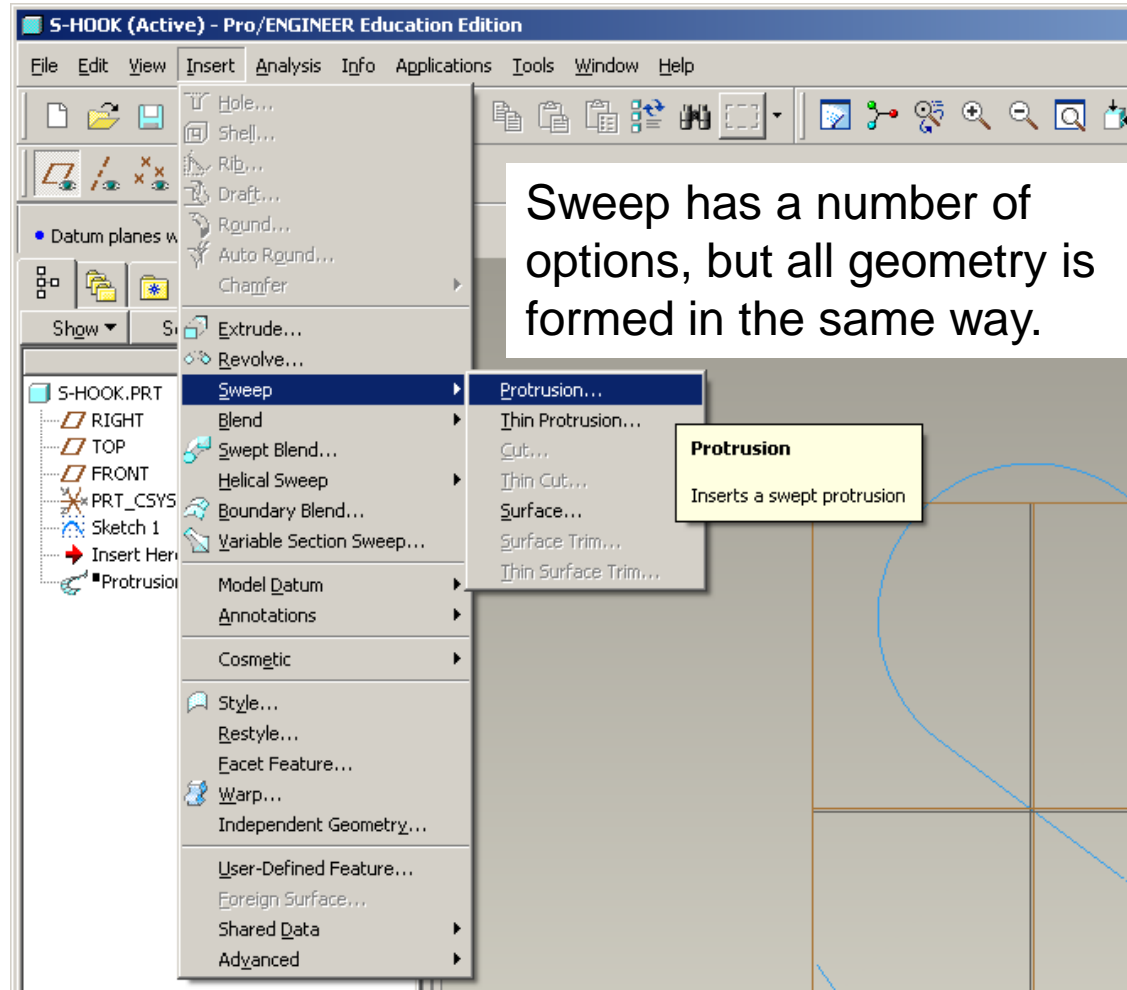 S-HOOK (Active) - Pro/ENGINEER Education Edition
File Edit View Insert Analysis Info Applications Tools Window Help
Hole...
Shell...
Rib...
Draft...
Round...
Auto Round...
Chamfer
Extrude...
Revolve...
Sweep
Blend
Swept Blend...
Helical Sweep
Boundary Blend...
Variable Section Sweep...
Model Datum
Annotations
Cosmetic
Style...
Restyle...
Facet Feature...
Warp...
Independent Geometry...
User-Defined Feature...
Foreign Surface...
Shared Data
Advanced
Protrusion...
Thin Protrusion...
Cut...
Thin Cut...
Surface...
Surface Trim...
Thin Surface Trim...
Protrusion
Inserts a swept protrusion
Sweep has a number of
options, but all geometry is
formed in the same way.
Datum planes w
Show
S-HOOK.PRT
RIGHT
TOP
FRONT
PRT_CSYS
Sketch 1
Insert Her
Protrusion